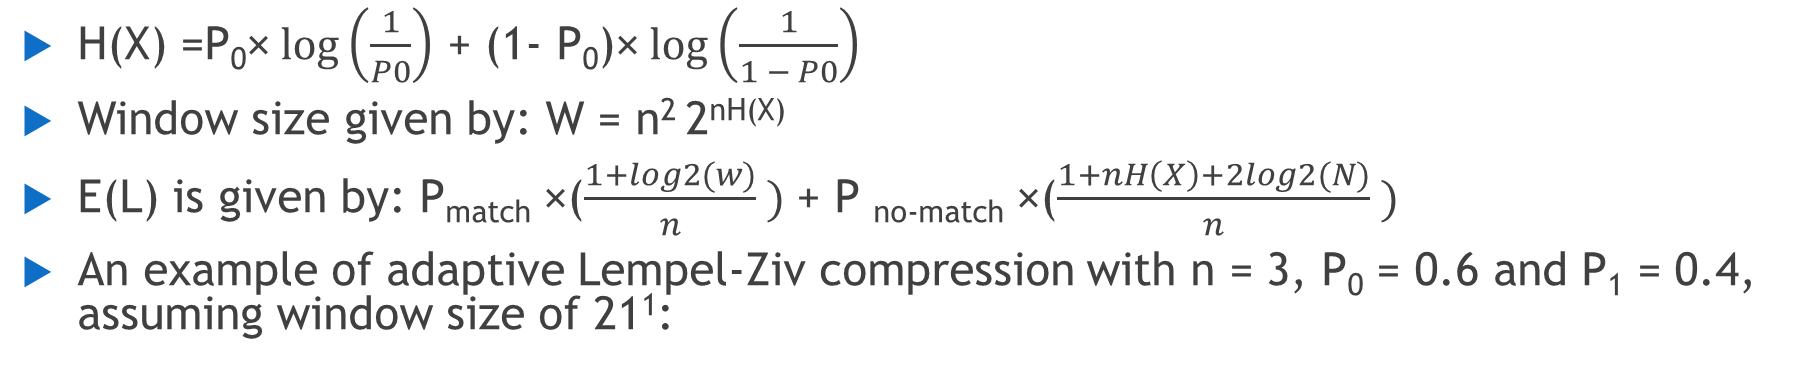 ▶ H(X) =P₀× log(1/P0) + (1- P₀)× log(1/(1 − P0))
▶ Window size given by: W = n² 2ⁿᴴ⁽ˣ⁾
▶ E(L) is given by: P_match ×((1+log2(w))/n ) + P _no-match ×((1+nH(X)+2log2(N))/n )
▶ An example of adaptive Lempel-Ziv compression with n = 3, P₀ = 0.6 and P₁ = 0.4,
assuming window size of 21¹: